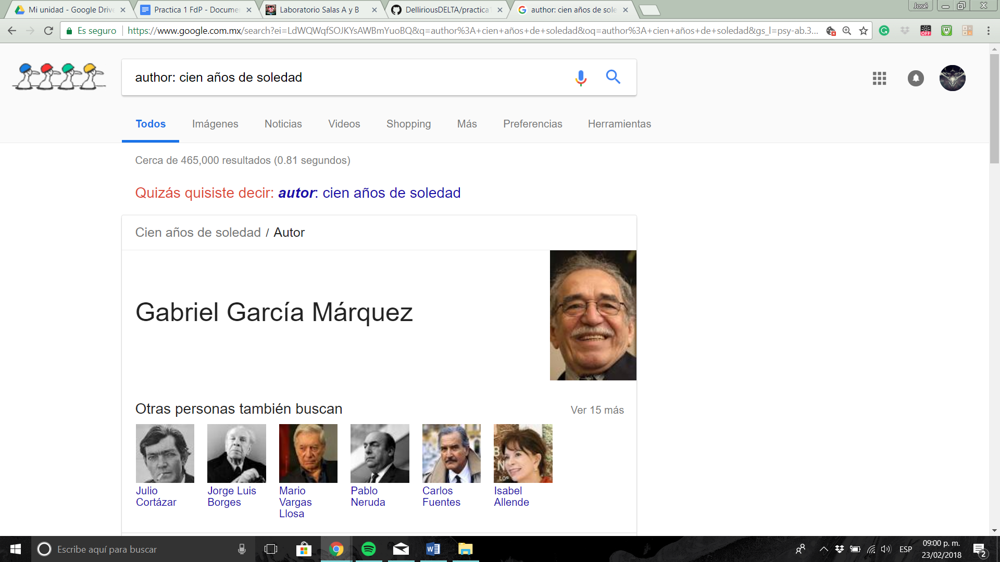 Mi unidad - Google Drive
Practica 1 FdP - Docume
Laboratorio Salas A y B
DelliriousDELTA/practica
author: cien años de sole
José
Es seguro
https://www.google.com.mx/search?ei=LdWQWqfSOJKYsAWBmYuoBQ&q=author%3A+cien+años+de+soledad&oq=author%3A+cien+años+de+soledad&gs_l=psy-ab.3...
OFF
author: cien años de soledad
Todos
Imágenes
Noticias
Videos
Shopping
Más
Preferencias
Herramientas
Cerca de 465,000 resultados (0.81 segundos)
Quizás quisiste decir: autor: cien años de soledad
Cien años de soledad / Autor
Gabriel García Márquez
Otras personas también buscan
Ver 15 más
Julio
Cortázar
Jorge Luis
Borges
Mario
Vargas
Llosa
Pablo
Neruda
Carlos
Fuentes
Isabel
Allende
Escribe aquí para buscar
ESP
09:00 p. m.
23/02/2018
2